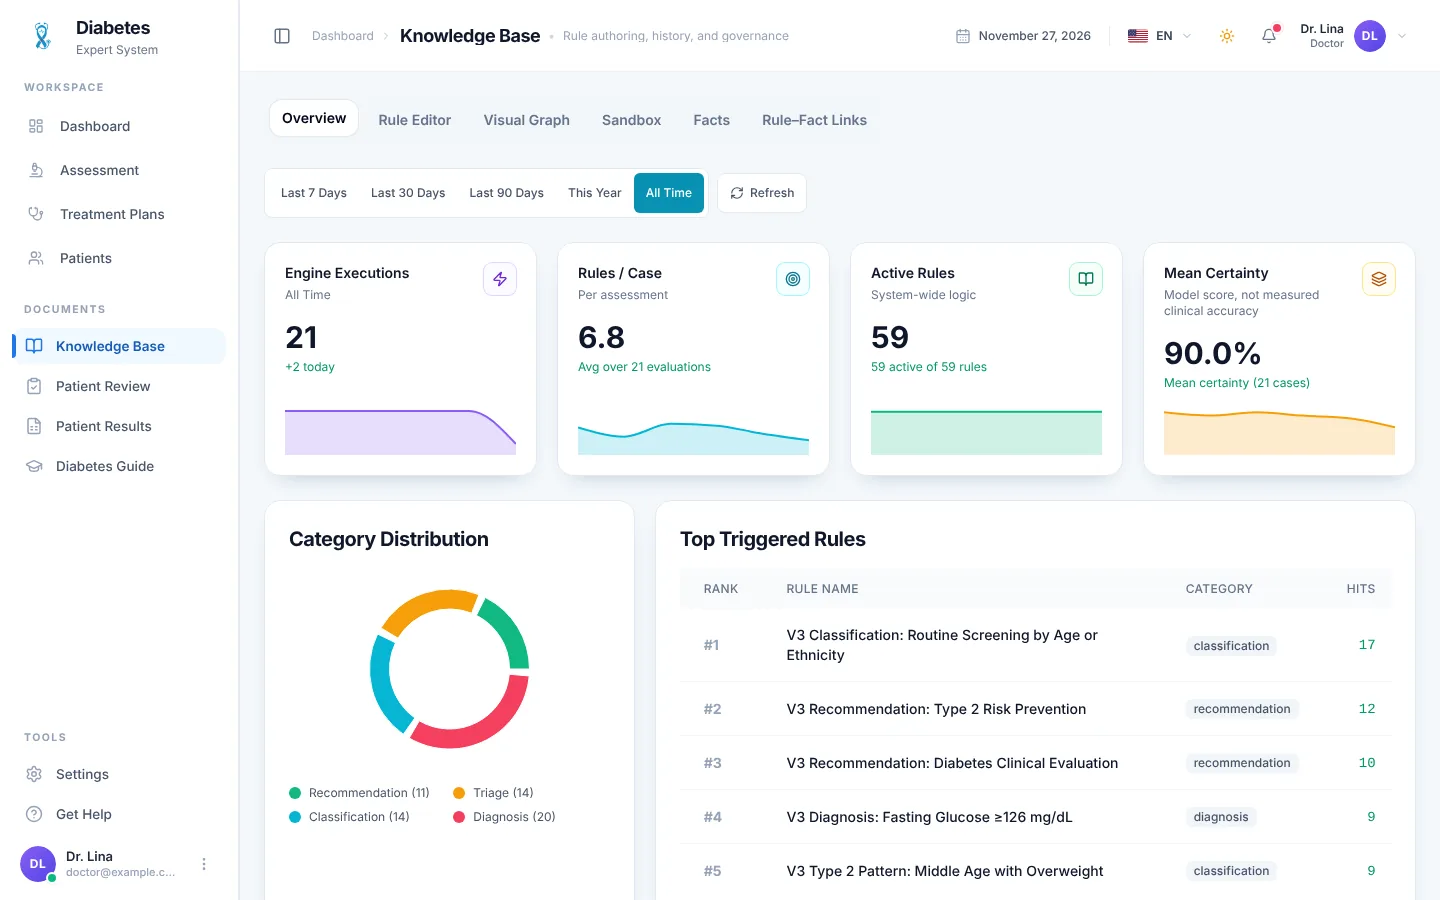 Diabetes
Expert System
WORKSPACE
Dashboard
Assessment
Treatment Plans
Patients
DOCUMENTS
Knowledge Base
Patient Review
Patient Results
Diabetes Guide
TOOLS
Settings
Get Help
DL
Dr. Lina
doctor@example.c...
Dashboard
Knowledge Base
Rule authoring, history, and governance
November 27, 2026
EN
Dr. Lina
Doctor
DL
Overview
Rule Editor
Visual Graph
Sandbox
Facts
Rule–Fact Links
Last 7 Days
Last 30 Days
Last 90 Days
This Year
All Time
Refresh
Engine Executions
All Time
21
+2 today
Rules / Case
Per assessment
6.8
Avg over 21 evaluations
Active Rules
System-wide logic
59
59 active of 59 rules
Mean Certainty
Model score, not measured
clinical accuracy
90.0%
Mean certainty (21 cases)
Category Distribution
Recommendation (11)
Triage (14)
Classification (14)
Diagnosis (20)
Top Triggered Rules
RANK RULE NAME CATEGORY HITS
#1 V3 Classification: Routine Screening by Age or
Ethnicity classification 17
#2 V3 Recommendation: Type 2 Risk Prevention recommendation 12
#3 V3 Recommendation: Diabetes Clinical Evaluation recommendation 10
#4 V3 Diagnosis: Fasting Glucose ≥126 mg/dL diagnosis 9
#5 V3 Type 2 Pattern: Middle Age with Overweight classification 9